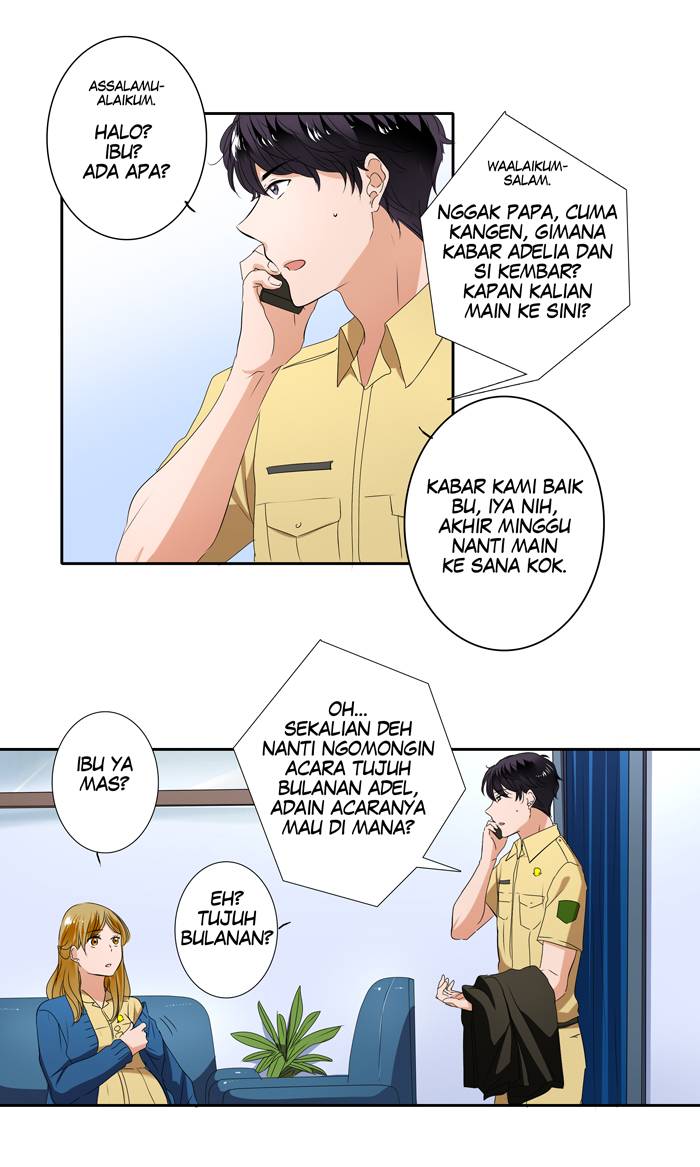 ASSALAMU-
ALAIKUM.
HALO?
IBU?
ADA APA?
WAALAIKUM-
SALAM.
NGGAK PAPA, CUMA
KANGEN, GIMANA
KABAR ADELIA DAN
SI KEMBAR?
KAPAN KALIAN
MAIN KE SINI?
KABAR KAMI BAIK
BU, IYA NIH,
AKHIR MINGGU
NANTI MAIN
KE SANA KOK.
OH...
SEKALIAN DEH
NANTI NGOMONGIN
ACARA TUJUH
BULANAN ADEL,
ADAIN ACARANYA
MAU DI MANA?
IBU YA
MAS?
EH?
TUJUH
BULANAN?